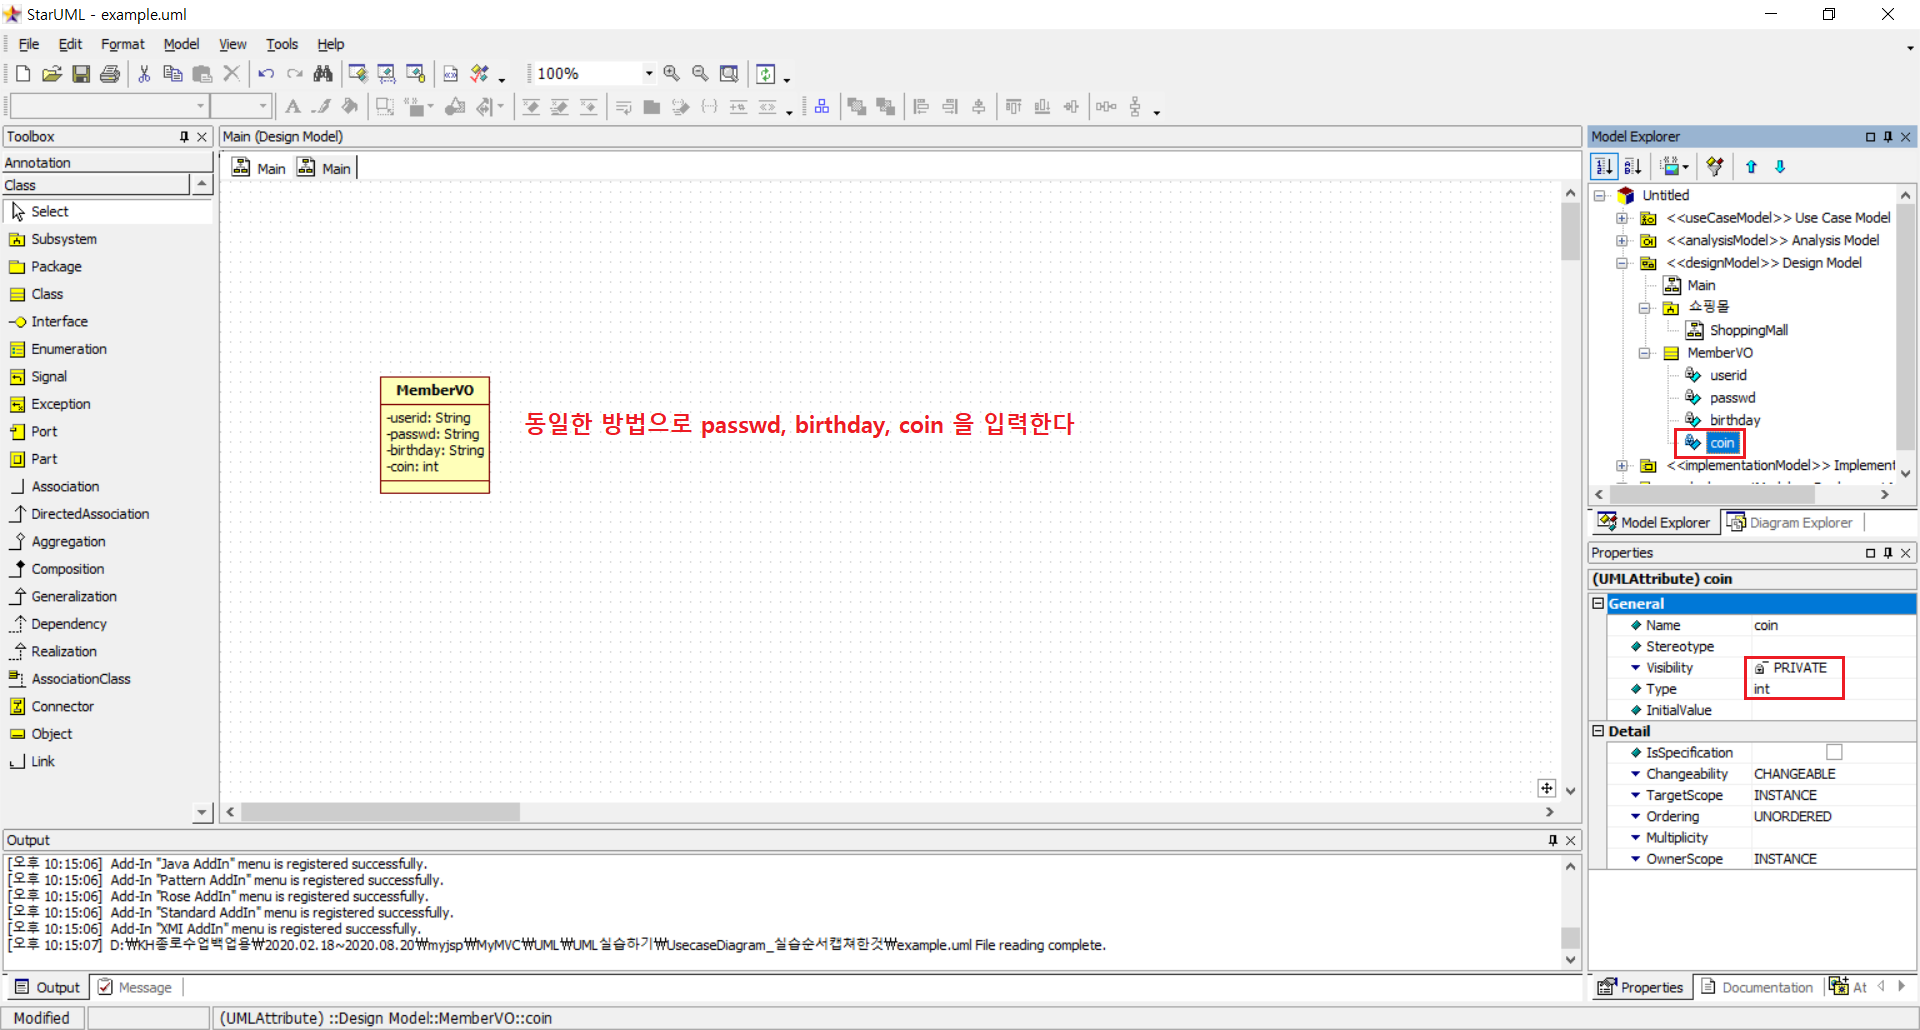 StarUML - example.uml
File Edit Format Model View Tools Help
100%
Toolbox
Annotation
Class
Select
Subsystem
Package
Class
Interface
Enumeration
Signal
Exception
Port
Part
Association
DirectedAssociation
Aggregation
Composition
Generalization
Dependency
Realization
AssociationClass
Connector
Object
Link
Main (Design Model)
Main Main
MemberVO
-userid: String
-passwd: String
-birthday: String
-coin: int
동일한 방법으로 passwd, birthday, coin 을 입력한다
Model Explorer
Untitled
<<useCaseModel>> Use Case Model
<<analysisModel>> Analysis Model
<<designModel>> Design Model
Main
쇼핑몰
ShoppingMall
MemberVO
userid
passwd
birthday
coin
<<implementationModel>> Implement
Model Explorer Diagram Explorer
Properties
(UMLAttribute) coin
General
Name coin
Stereotype
Visibility PRIVATE
Type int
InitialValue
Detail
IsSpecification
Changeability CHANGEABLE
TargetScope INSTANCE
Ordering UNORDERED
Multiplicity
OwnerScope INSTANCE
Properties Documentation At
Output
[오후 10:15:06] Add-In "Java AddIn" menu is registered successfully.
[오후 10:15:06] Add-In "Pattern AddIn" menu is registered successfully.
[오후 10:15:06] Add-In "Rose AddIn" menu is registered successfully.
[오후 10:15:06] Add-In "Standard AddIn" menu is registered successfully.
[오후 10:15:06] Add-In "XMI AddIn" menu is registered successfully.
[오후 10:15:07] D:₩KH종로수업백업용₩2020.02.18~2020.08.20₩myjsp₩MyMVC₩UML₩UML실습하기₩UsecaseDiagram_실습순서캡쳐한것₩example.uml File reading complete.
Output Message
Modified (UMLAttribute) ::Design Model::MemberVO::coin